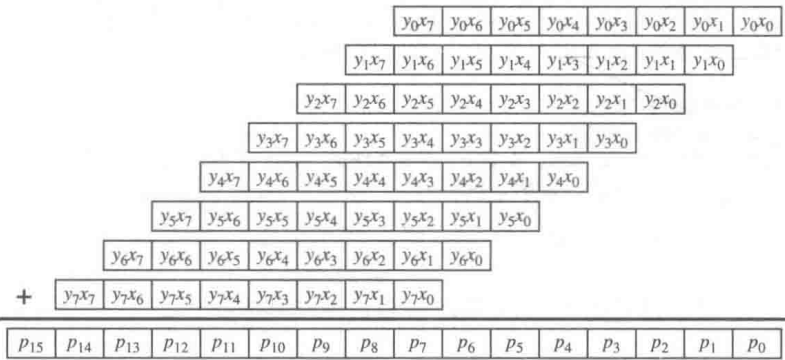 y₀x₇ y₀x₆ y₀x₅ y₀x₄ y₀x₃ y₀x₂ y₀x₁ y₀x₀
y₁x₇ y₁x₆ y₁x₅ y₁x₄ y₁x₃ y₁x₂ y₁x₁ y₁x₀
y₂x₇ y₂x₆ y₂x₅ y₂x₄ y₂x₃ y₂x₂ y₂x₁ y₂x₀
y₃x₇ y₃x₆ y₃x₅ y₃x₄ y₃x₃ y₃x₂ y₃x₁ y₃x₀
y₄x₇ y₄x₆ y₄x₅ y₄x₄ y₄x₃ y₄x₂ y₄x₁ y₄x₀
y₅x₇ y₅x₆ y₅x₅ y₅x₄ y₅x₃ y₅x₂ y₅x₁ y₅x₀
y₆x₇ y₆x₆ y₆x₅ y₆x₄ y₆x₃ y₆x₂ y₆x₁ y₆x₀
+ y₇x₇ y₇x₆ y₇x₅ y₇x₄ y₇x₃ y₇x₂ y₇x₁ y₇x₀
p₁₅ p₁₄ p₁₃ p₁₂ p₁₁ p₁₀ p₉ p₈ p₇ p₆ p₅ p₄ p₃ p₂ p₁ p₀